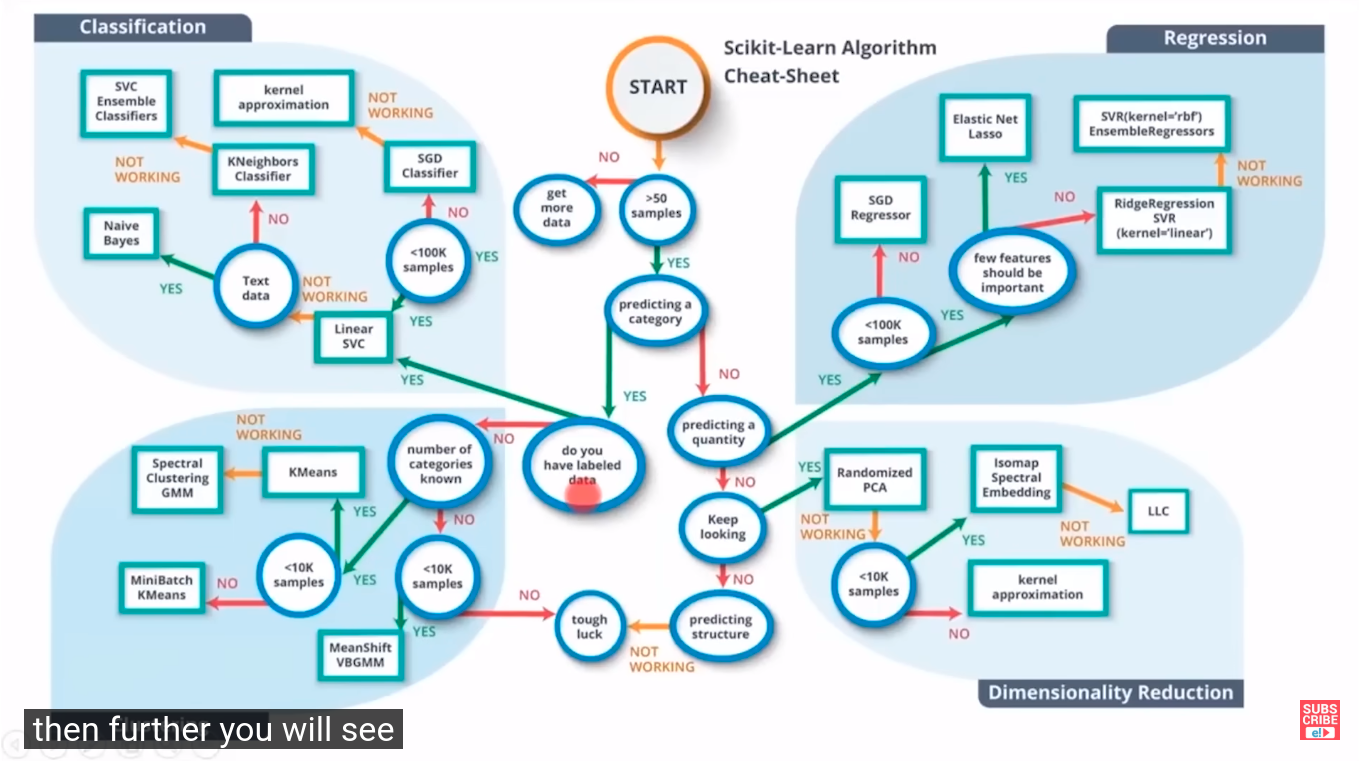 Classification
Regression
Scikit-Learn Algorithm
Cheat-Sheet
START
NO
get
more
data
>50
samples
YES
predicting a
category
YES
NO
SVC
Ensemble
Classifiers
kernel
approximation
NOT
WORKING
NOT
WORKING
KNeighbors
Classifier
SGD
Classifier
NO
NO
Naive
Bayes
YES
Text
data
NOT
WORKING
<100K
samples
YES
YES
Linear
SVC
YES
do you
have labeled
data
NO
predicting a
quantity
YES
NO
Elastic Net
Lasso
SVR(kernel='rbf')
EnsembleRegressors
YES
NOT
WORKING
SGD
Regressor
NO
NO
RidgeRegression
SVR
(kernel='linear')
few features
should be
important
<100K
samples
YES
NOT
WORKING
Spectral
Clustering
GMM
KMeans
number of
categories
known
YES
NO
<10K
samples
YES
<10K
samples
MiniBatch
KMeans
NO
YES
MeanShift
VBGMM
NO
tough
luck
Keep
looking
YES
NO
predicting
structure
NOT
WORKING
Randomized
PCA
NOT
WORKING
<10K
samples
YES
Isomap
Spectral
Embedding
NOT
WORKING
LLC
kernel
approximation
NO
Dimensionality Reduction
then further you will see
SUBS
CRIBE
e!